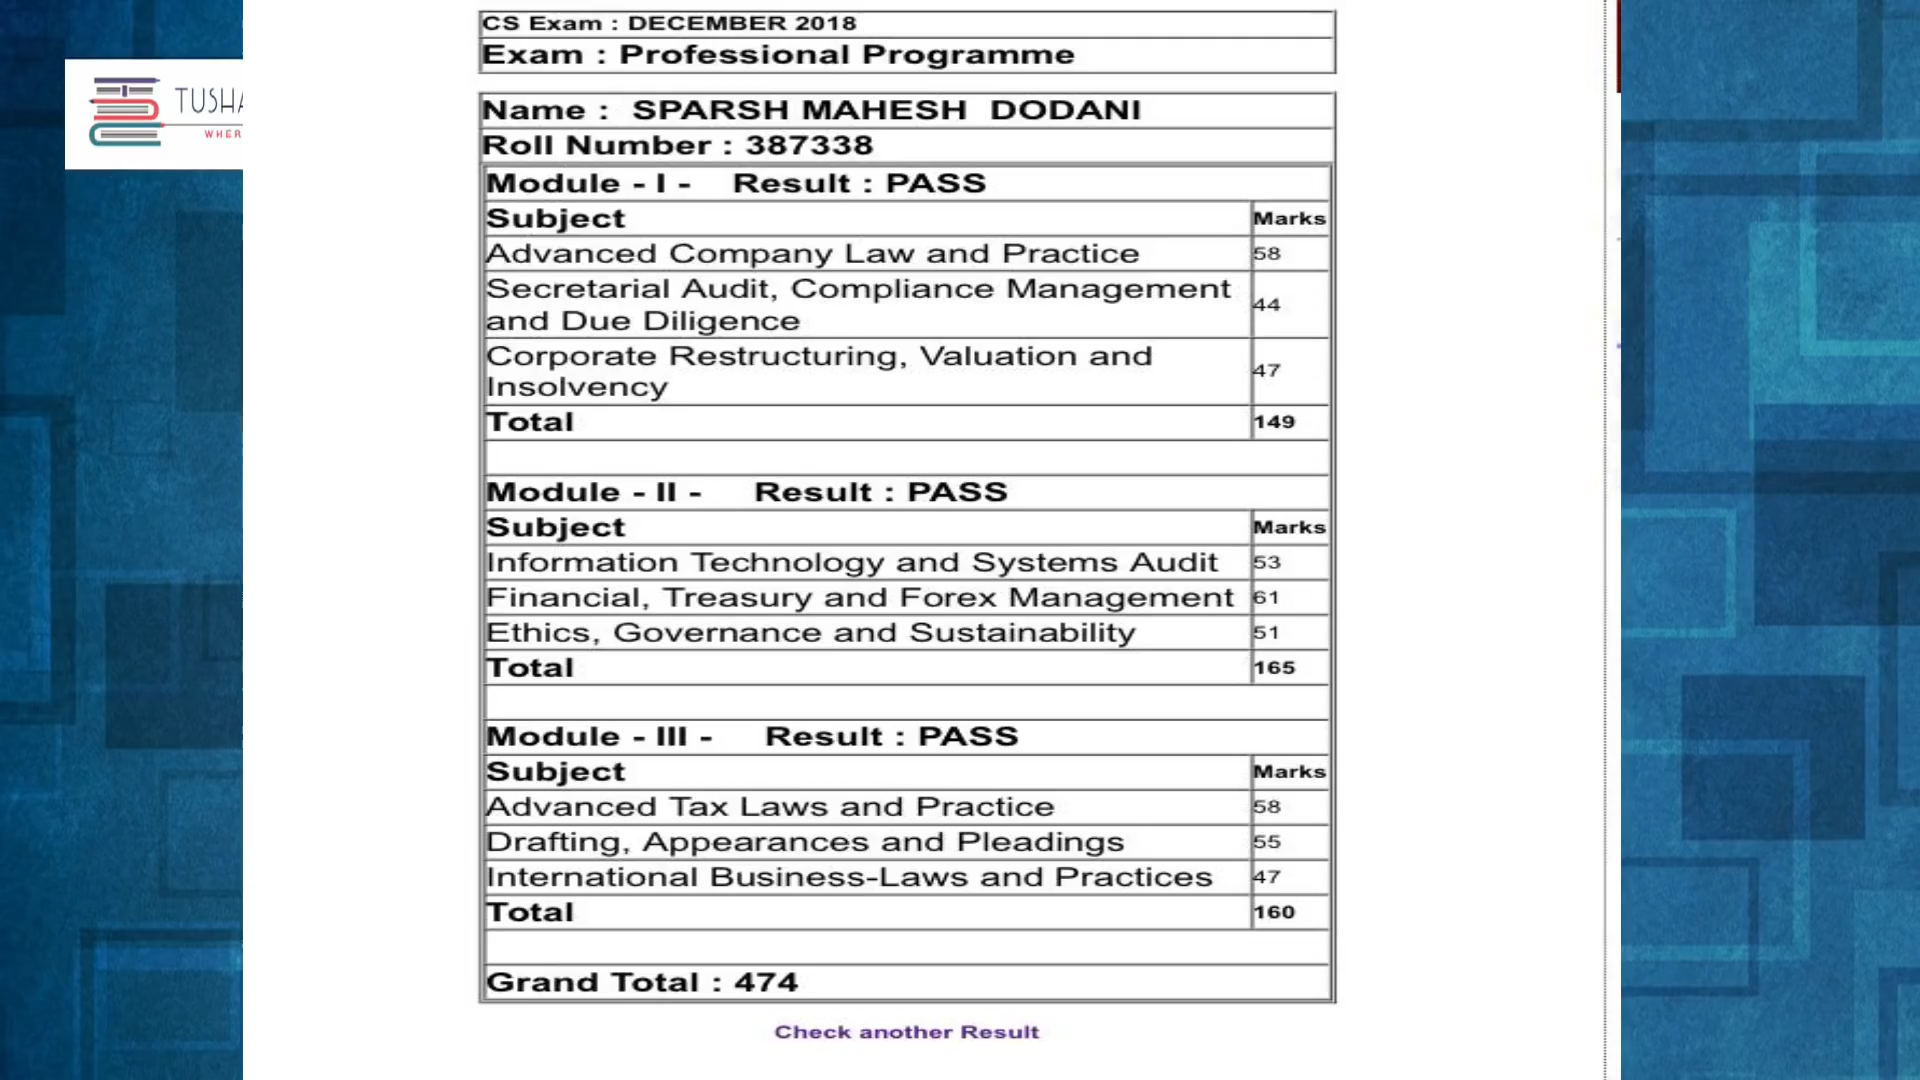 CS Exam : DECEMBER 2018
Exam : Professional Programme
TUSHA
WHER
Name : SPARSH MAHESH DODANI
Roll Number : 387338
Module - I - Result : PASS
Subject Marks
Advanced Company Law and Practice 58
Secretarial Audit, Compliance Management
and Due Diligence 44
Corporate Restructuring, Valuation and
Insolvency 47
Total 149
Module - II - Result : PASS
Subject Marks
Information Technology and Systems Audit 53
Financial, Treasury and Forex Management 61
Ethics, Governance and Sustainability 51
Total 165
Module - III - Result : PASS
Subject Marks
Advanced Tax Laws and Practice 58
Drafting, Appearances and Pleadings 55
International Business-Laws and Practices 47
Total 160
Grand Total : 474
Check another Result